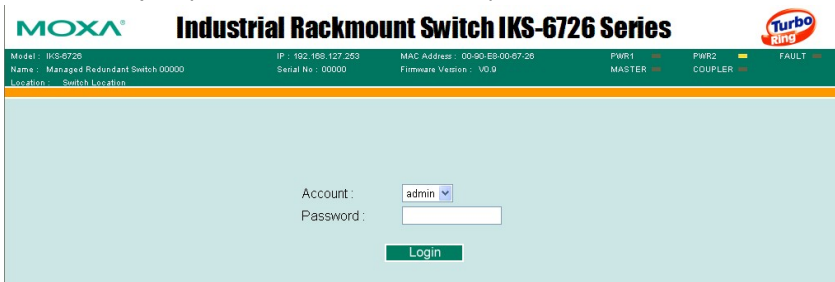 MOXA® Industrial Rackmount Switch IKS-6726 Series Turbo Ring
Model : IKS-6726 IP : 192.168.127.253 MAC Address : 00-90-E8-00-67-26 PWR1 PWR2 FAULT
Name : Managed Redundant Switch 00000 Serial No : 00000 Firmware Version : V0.9 MASTER COUPLER
Location : Switch Location
Account : admin
Password :
Login